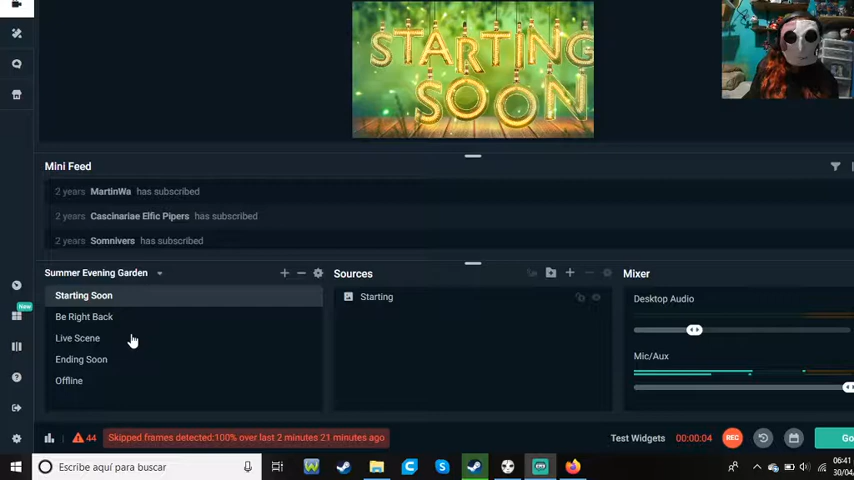 STARTING
SOON
Mini Feed
2 years MartinWa has subscribed
2 years Cascinariae Elfic Pipers has subscribed
2 years Somnivers has subscribed
Summer Evening Garden
Sources
Mixer
Starting Soon
Be Right Back
Live Scene
Ending Soon
Offline
Starting
Desktop Audio
Mic/Aux
New
44
Skipped frames detected:100% over last 2 minutes 21 minutes ago
Test Widgets
00:00:04
REC
Go
Escribe aquí para buscar
06:41
30/04